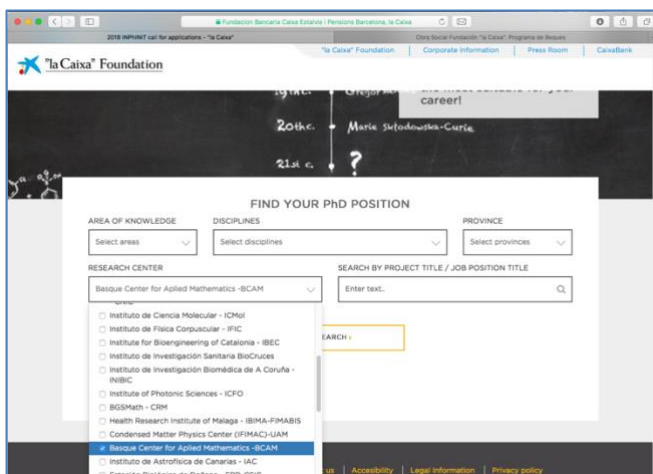 Fundacion Bancaria Caixa Estalvis i Pensions Barcelona, la Caixa
2018 INPHINIT call for applications - "la Caixa"
Obra Social Fundación "la Caixa". Programa de Beques
"la Caixa" Foundation
Corporate Information
Press Room
CaixaBank
"la Caixa" Foundation
19th c. Gregor
career!
20th c. Marie Skłodowska-Curie
21st c. ?
FIND YOUR PhD POSITION
AREA OF KNOWLEDGE
DISCIPLINES
PROVINCE
Select areas
Select disciplines
Select provinces
RESEARCH CENTER
SEARCH BY PROJECT TITLE / JOB POSITION TITLE
Basque Center for Aplied Mathematics -BCAM
Enter text..
Instituto de Ciencia Molecular - ICMol
Instituto de Física Corpuscular - IFIC
Institute for Bioengineering of Catalonia - IBEC
Instituto de Investigación Sanitaria BioCruces
Instituto de Investigación Biomédica de A Coruña -
INIBIC
Institute of Photonic Sciences - ICFO
BGSMath - CRM
Health Research Institute of Malaga - IBIMA-FIMABIS
Condensed Matter Physics Center (IFIMAC)-UAM
Basque Center for Aplied Mathematics -BCAM
Instituto de Astrofísica de Canarias - IAC
EARCH ›
us
Accesibility
Legal information
Privacy policy